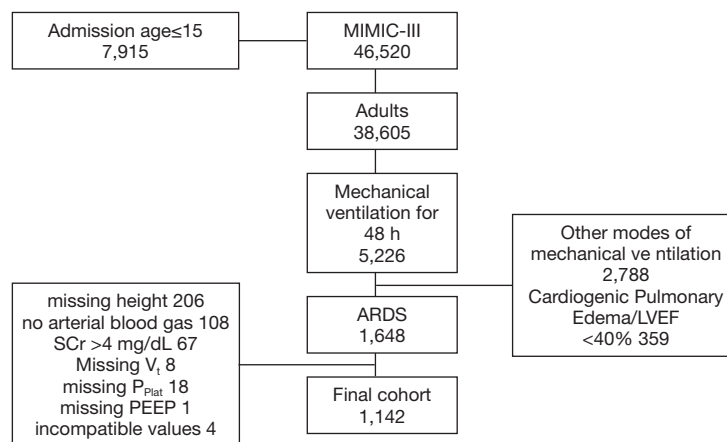 Admission age≤15
7,915
MIMIC-III
46,520
Adults
38,605
Mechanical
ventilation for
48 h
5,226
Other modes of
mechanical ve ntilation
2,788
Cardiogenic Pulmonary
Edema/LVEF
<40% 359
ARDS
1,648
missing height 206
no arterial blood gas 108
SCr >4 mg/dL 67
Missing Vt 8
missing PPlat 18
missing PEEP 1
incompatible values 4
Final cohort
1,142